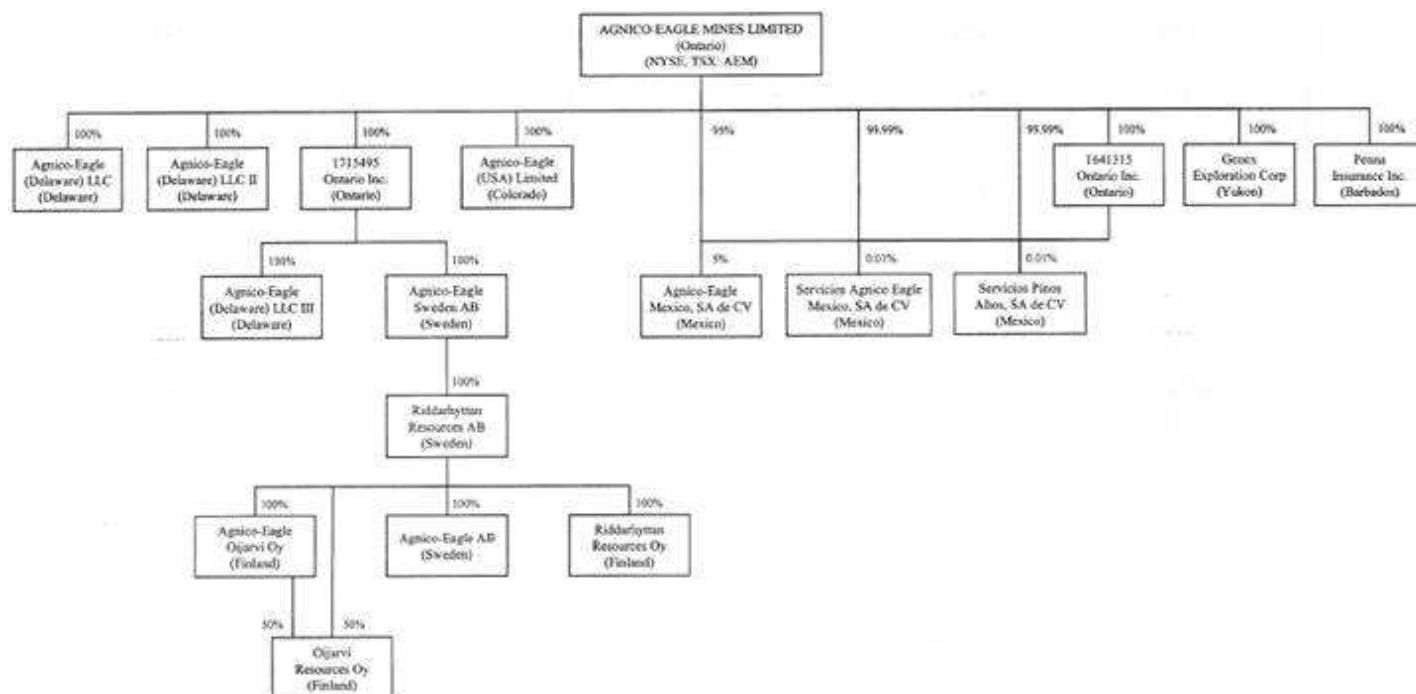 AGNICO-EAGLE MINES LIMITED
(Ontario)
(NYSE, TSX: AEM)
100%
100%
100%
100%
95%
99.99%
99.99%
100%
100%
100%
Agnico-Eagle
(Delaware) LLC
(Delaware)
Agnico-Eagle
(Delaware) LLC II
(Delaware)
1715495
Ontario Inc.
(Ontario)
Agnico-Eagle
(USA) Limited
(Colorado)
1641315
Ontario Inc.
(Ontario)
Genex
Exploration Corp
(Yukon)
Penna
Insurance Inc.
(Barbados)
100%
100%
5%
0.01%
0.01%
Agnico-Eagle
(Delaware) LLC III
(Delaware)
Agnico-Eagle
Sweden AB
(Sweden)
Agnico-Eagle
Mexico, SA de CV
(Mexico)
Servicios Agnico Eagle
Mexico, SA de CV
(Mexico)
Servicios Pinos
Altos, SA de CV
(Mexico)
100%
Riddarhyttan
Resources AB
(Sweden)
100%
100%
100%
Agnico-Eagle
Oijarvi Oy
(Finland)
Agnico-Eagle AB
(Sweden)
Riddarhyttan
Resources Oy
(Finland)
50%
50%
Oijarvi
Resources Oy
(Finland)